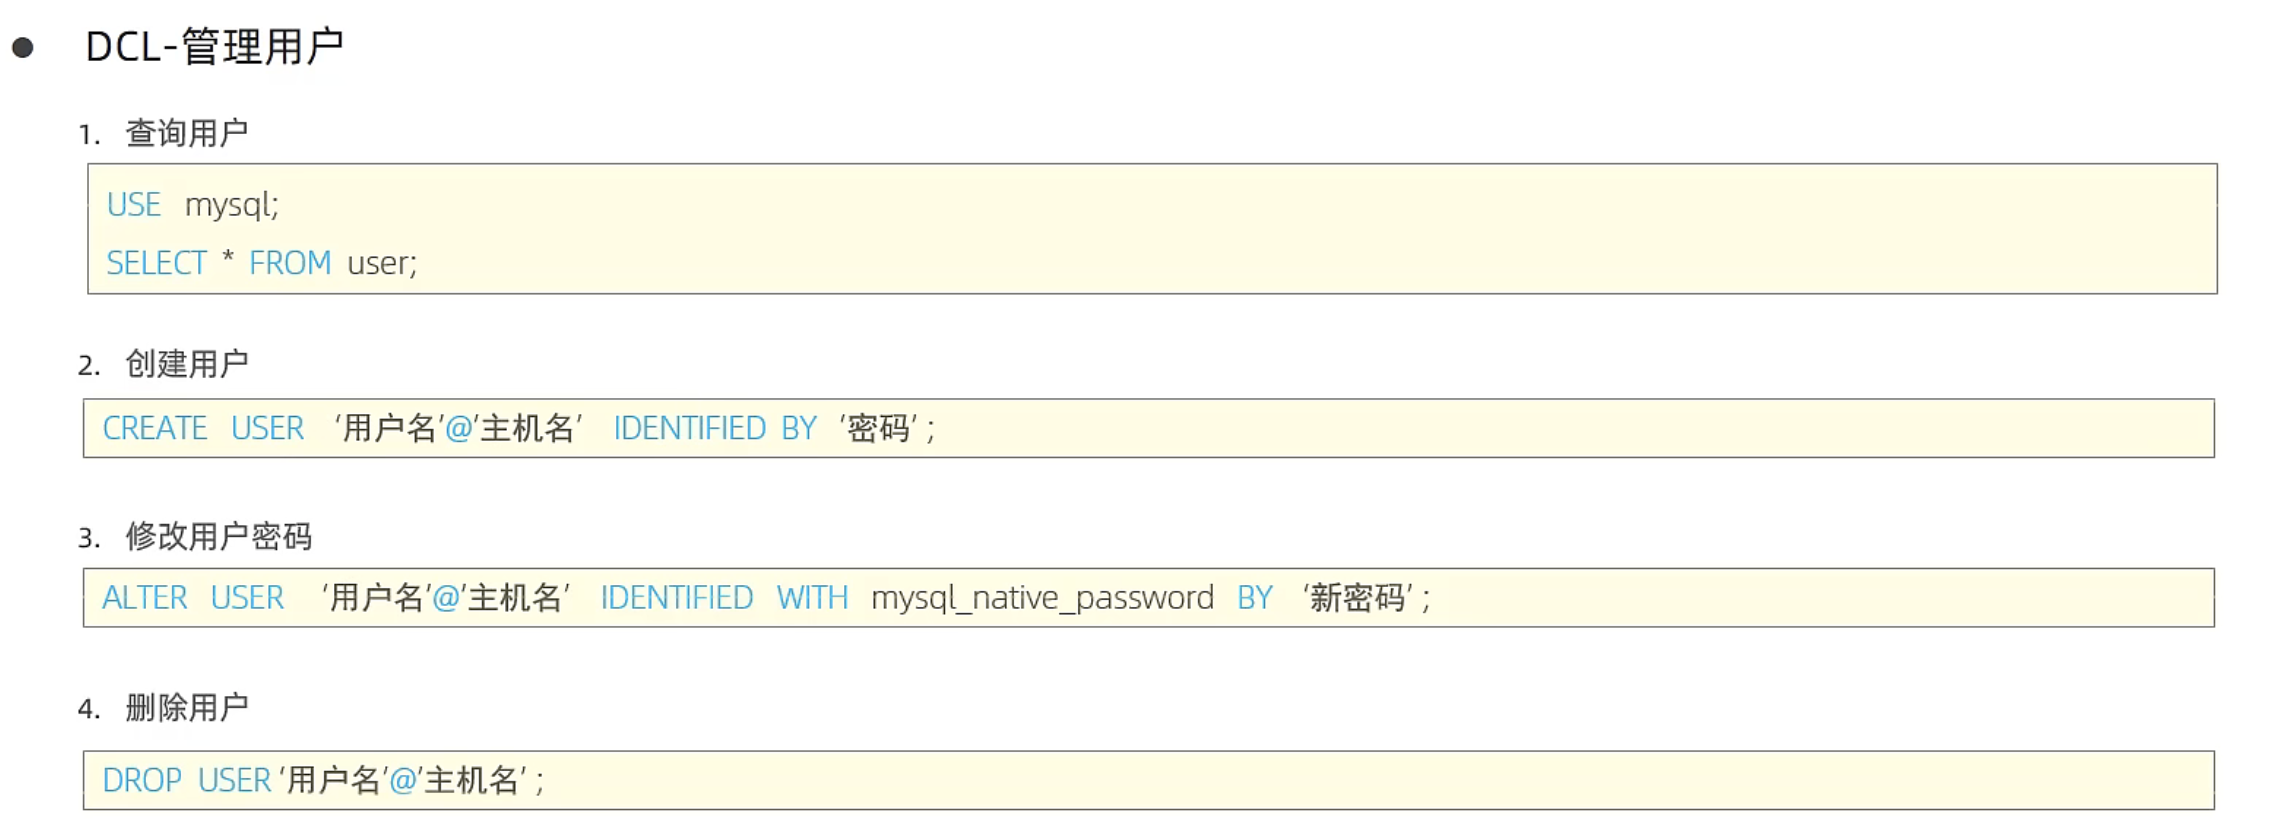 ● DCL-管理用户
1. 查询用户
USE mysql;
SELECT * FROM user;
2. 创建用户
CREATE USER ‘用户名’@’主机名’ IDENTIFIED BY ‘密码’ ;
3. 修改用户密码
ALTER USER ‘用户名’@’主机名’ IDENTIFIED WITH mysql_native_password BY ‘新密码’ ;
4. 删除用户
DROP USER ‘用户名’@’主机名’ ;